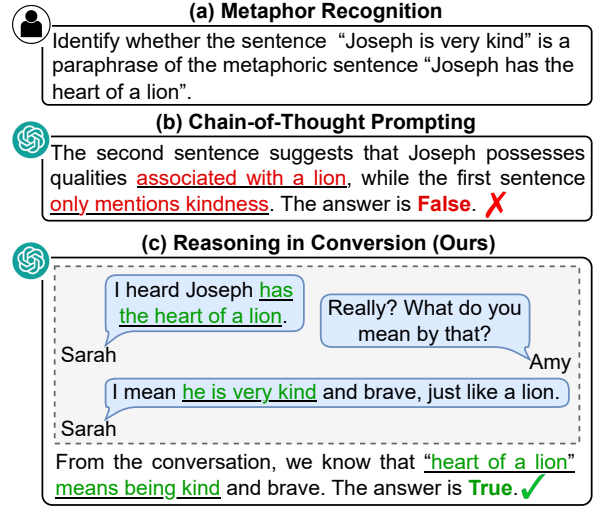 (a) Metaphor Recognition
Identify whether the sentence “Joseph is very kind” is a
paraphrase of the metaphoric sentence “Joseph has the
heart of a lion”.
(b) Chain-of-Thought Prompting
The second sentence suggests that Joseph possesses
qualities associated with a lion, while the first sentence
only mentions kindness. The answer is False. ✗
(c) Reasoning in Conversion (Ours)
I heard Joseph has
the heart of a lion.
Sarah
Really? What do you
mean by that?
Amy
I mean he is very kind and brave, just like a lion.
Sarah
From the conversation, we know that “heart of a lion”
means being kind and brave. The answer is True. ✓